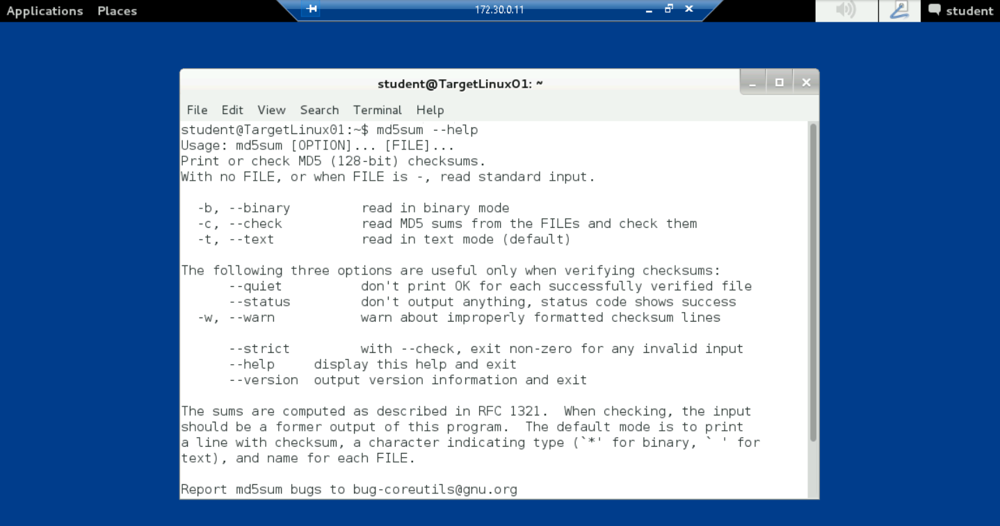 Applications Places 172.30.0.11 student
student@TargetLinux01: ~
File Edit View Search Terminal Help
student@TargetLinux01:~$ md5sum --help
Usage: md5sum [OPTION]... [FILE]...
Print or check MD5 (128-bit) checksums.
With no FILE, or when FILE is -, read standard input.
-b, --binary read in binary mode
-c, --check read MD5 sums from the FILEs and check them
-t, --text read in text mode (default)
The following three options are useful only when verifying checksums:
--quiet don't print OK for each successfully verified file
--status don't output anything, status code shows success
-w, --warn warn about improperly formatted checksum lines
--strict with --check, exit non-zero for any invalid input
--help display this help and exit
--version output version information and exit
The sums are computed as described in RFC 1321. When checking, the input
should be a former output of this program. The default mode is to print
a line with checksum, a character indicating type (`*' for binary, ` ' for
text), and name for each FILE.
Report md5sum bugs to bug-coreutils@gnu.org